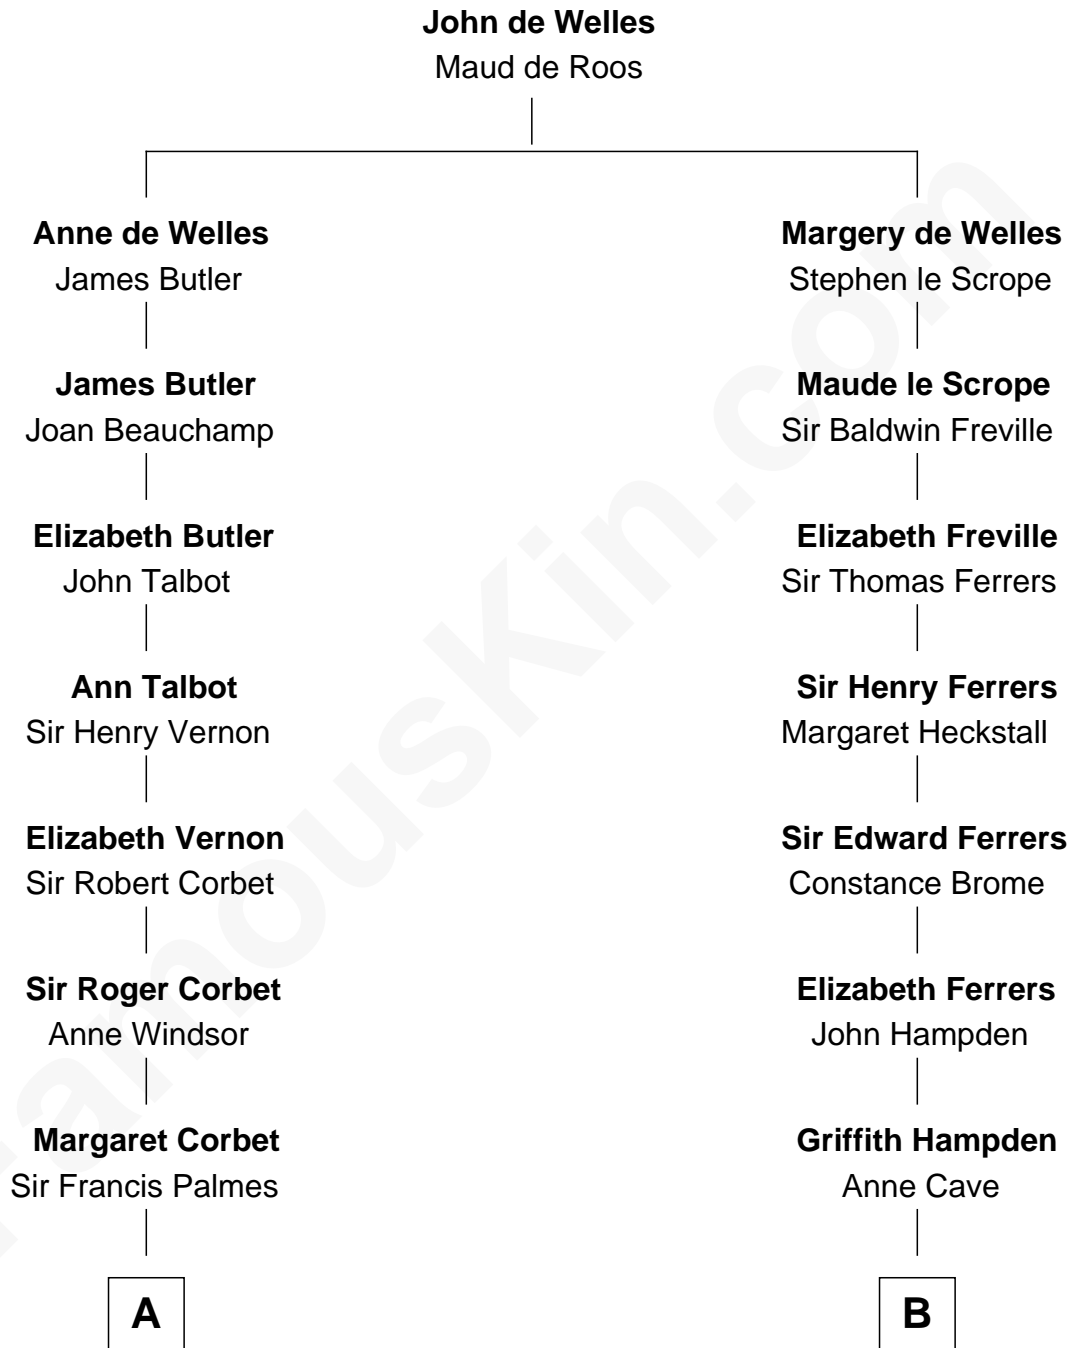 John de Welles
Maud de Roos
Anne de Welles
James Butler
Margery de Welles
Stephen le Scrope
James Butler
Joan Beauchamp
Maude le Scrope
Sir Baldwin Freville
Elizabeth Butler
John Talbot
Elizabeth Freville
Sir Thomas Ferrers
Ann Talbot
Sir Henry Vernon
Sir Henry Ferrers
Margaret Heckstall
Elizabeth Vernon
Sir Robert Corbet
Sir Edward Ferrers
Constance Brome
Sir Roger Corbet
Anne Windsor
Elizabeth Ferrers
John Hampden
Margaret Corbet
Sir Francis Palmes
Griffith Hampden
Anne Cave
A
B
FamousKin.com